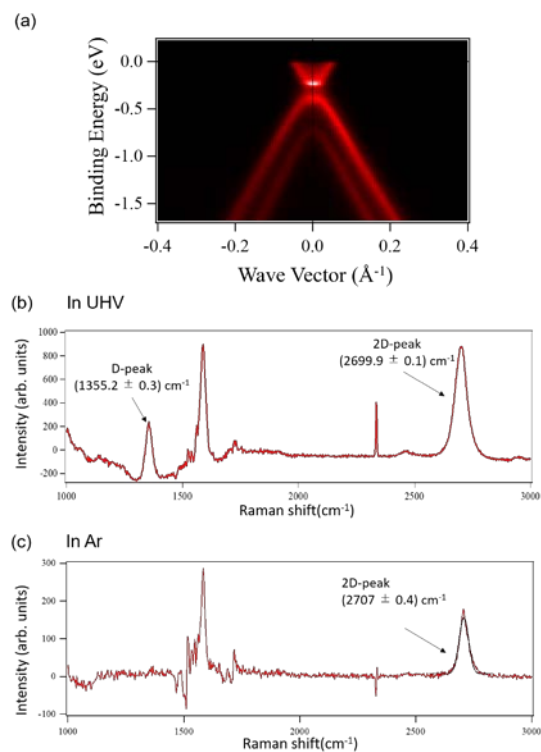 (a)
Binding Energy (eV)
0.0
-0.5
-1.0
-1.5
-0.4 -0.2 0.0 0.2 0.4
Wave Vector (Å⁻¹)
(b) In UHV
Intensity (arb. units)
1000
800
600
400
200
0
-200
D-peak
(1355.2 ± 0.3) cm⁻¹
2D-peak
(2699.9 ± 0.1) cm⁻¹
1000 1500 2000 2500 3000
Raman shift(cm⁻¹)
(c) In Ar
Intensity (arb. units)
300
200
100
0
-100
2D-peak
(2707 ± 0.4) cm⁻¹
1000 1500 2000 2500 3000
Raman shift(cm⁻¹)